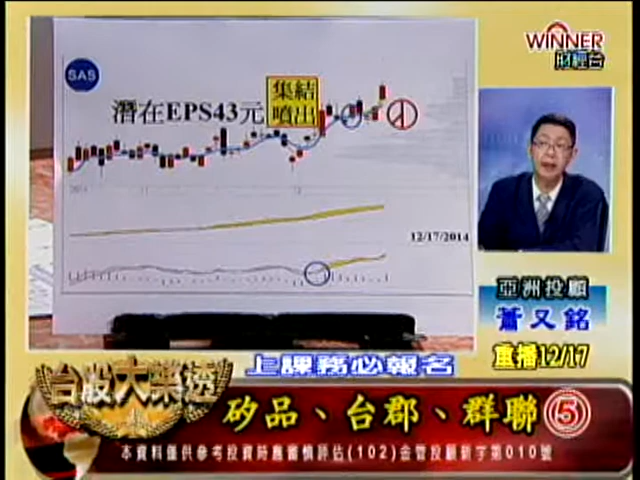 WINNER
財經台
SAS
潛在EPS43元
集結
噴出
12/17/2014
亞洲投顧
蕭又銘
重播12/17
上課務必報名
台股大樂透
矽品、台郡、群聯 5
本資料僅供參考投資時應審慎評估(102)金管投顧新字第010號